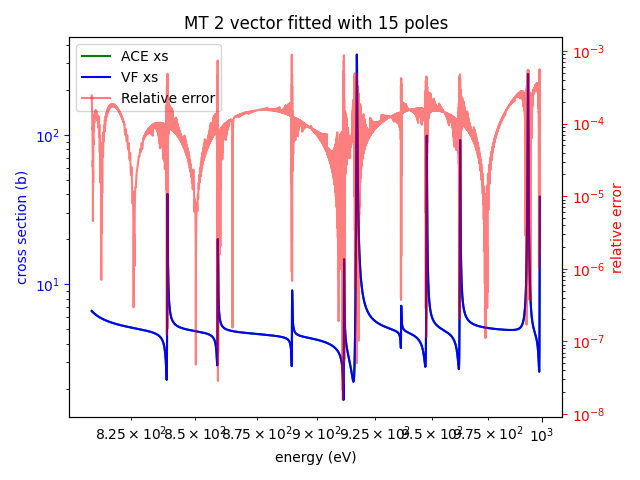 MT 2 vector fitted with 15 poles
ACE xs
VF xs
Relative error
cross section (b)
10²
10¹
10⁻³
10⁻⁴
10⁻⁵
10⁻⁶
10⁻⁷
10⁻⁸
relative error
8.25 × 10² 8.5 × 10² 8.75 × 10² 9 × 10² 9.25 × 10² 9.5 × 10² 9.75 × 10² 10³
energy (eV)